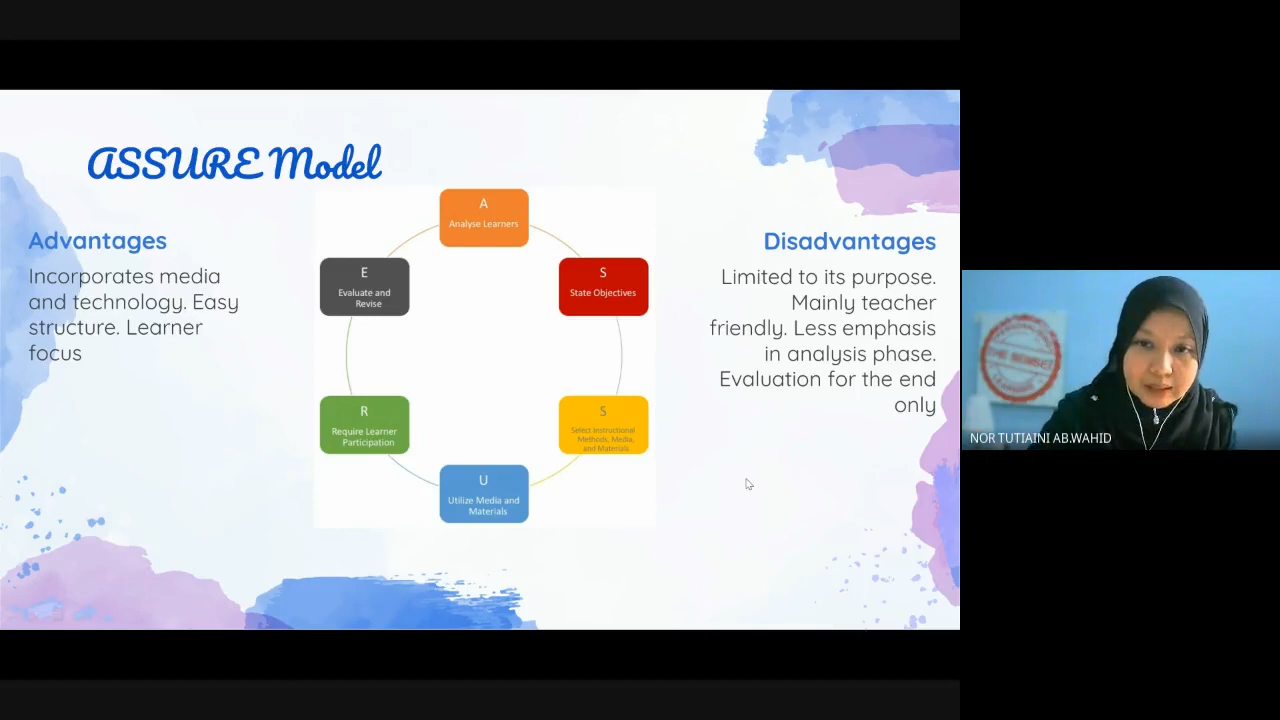 ASSURE Model
Advantages
Incorporates media
and technology. Easy
structure. Learner
focus
A
Analyse Learners
S
State Objectives
S
Select Instructional
Methods, Media,
and Materials
U
Utilize Media and
Materials
R
Require Learner
Participation
E
Evaluate and
Revise
Disadvantages
Limited to its purpose.
Mainly teacher
friendly. Less emphasis
in analysis phase.
Evaluation for the end
only
NOR TUTIAINI AB.WAHID